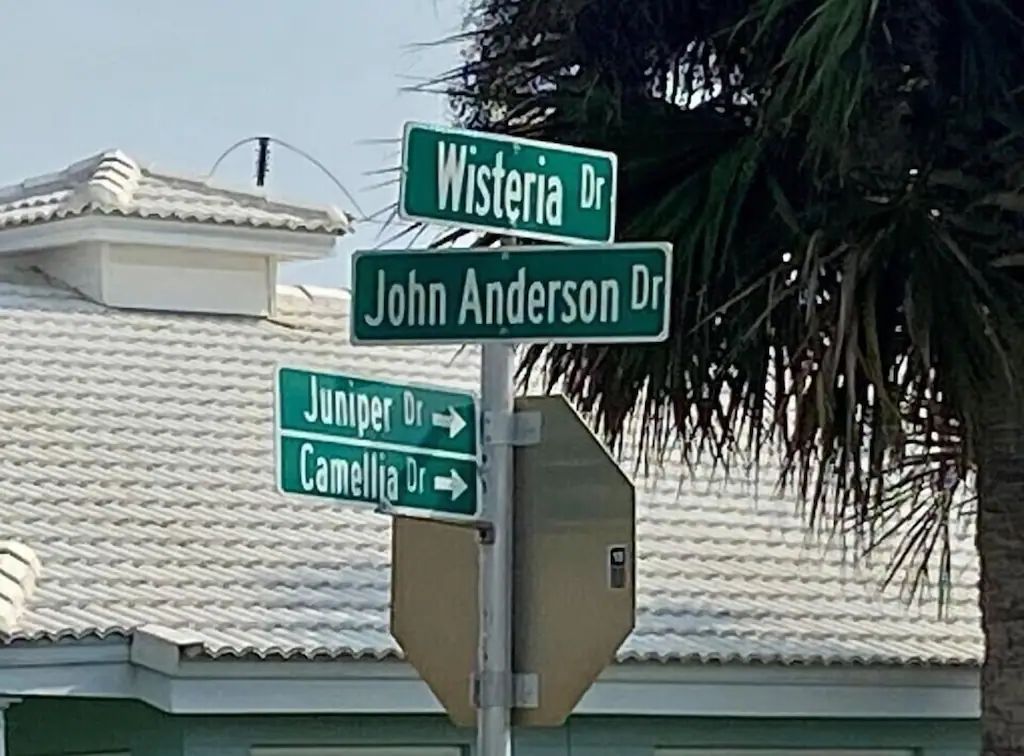 Wisteria Dr
John Anderson Dr
Juniper Dr
Camellia Dr